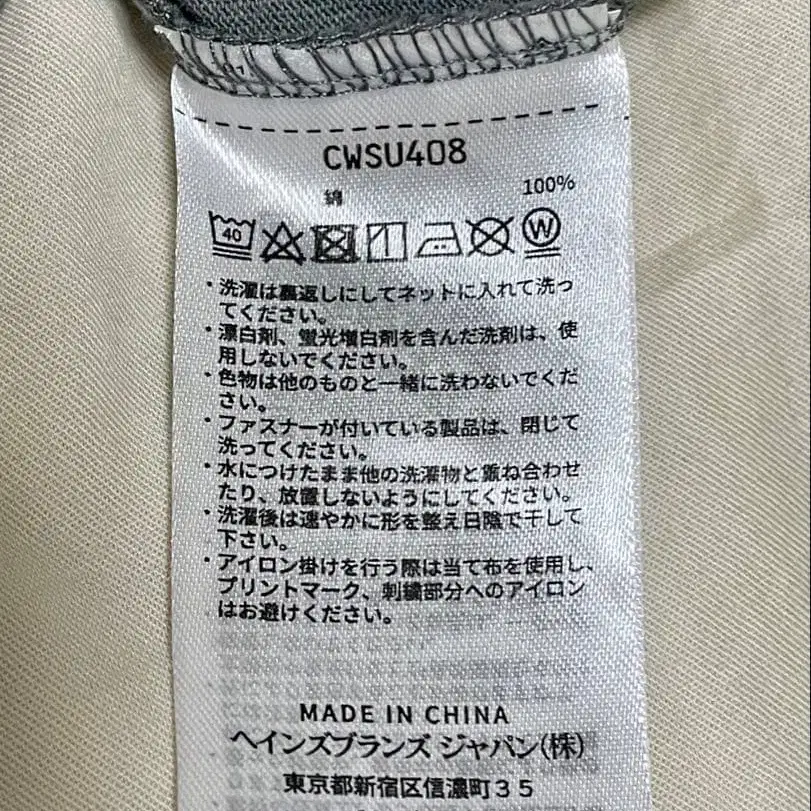 CWSU408
綿 100%
40 W
・洗濯は裏返しにしてネットに入れて洗っ
てください。
・漂白剤、蛍光増白剤を含んだ洗剤は、使
用しないでください。
・色物は他のものと一緒に洗わないでくだ
さい。
・ファスナーが付いている製品は、閉じて
洗ってください。
・水につけたまま他の洗濯物と重ね合わせ
たり、放置しないようにしてください。
・洗濯後は速やかに形を整え日陰で干して
下さい。
・アイロン掛けを行う際は当て布を使用し、
プリントマーク、刺繍部分へのアイロン
はお避けください。
MADE IN CHINA
ヘインズブランズ ジャパン(株)
東京都新宿区信濃町35